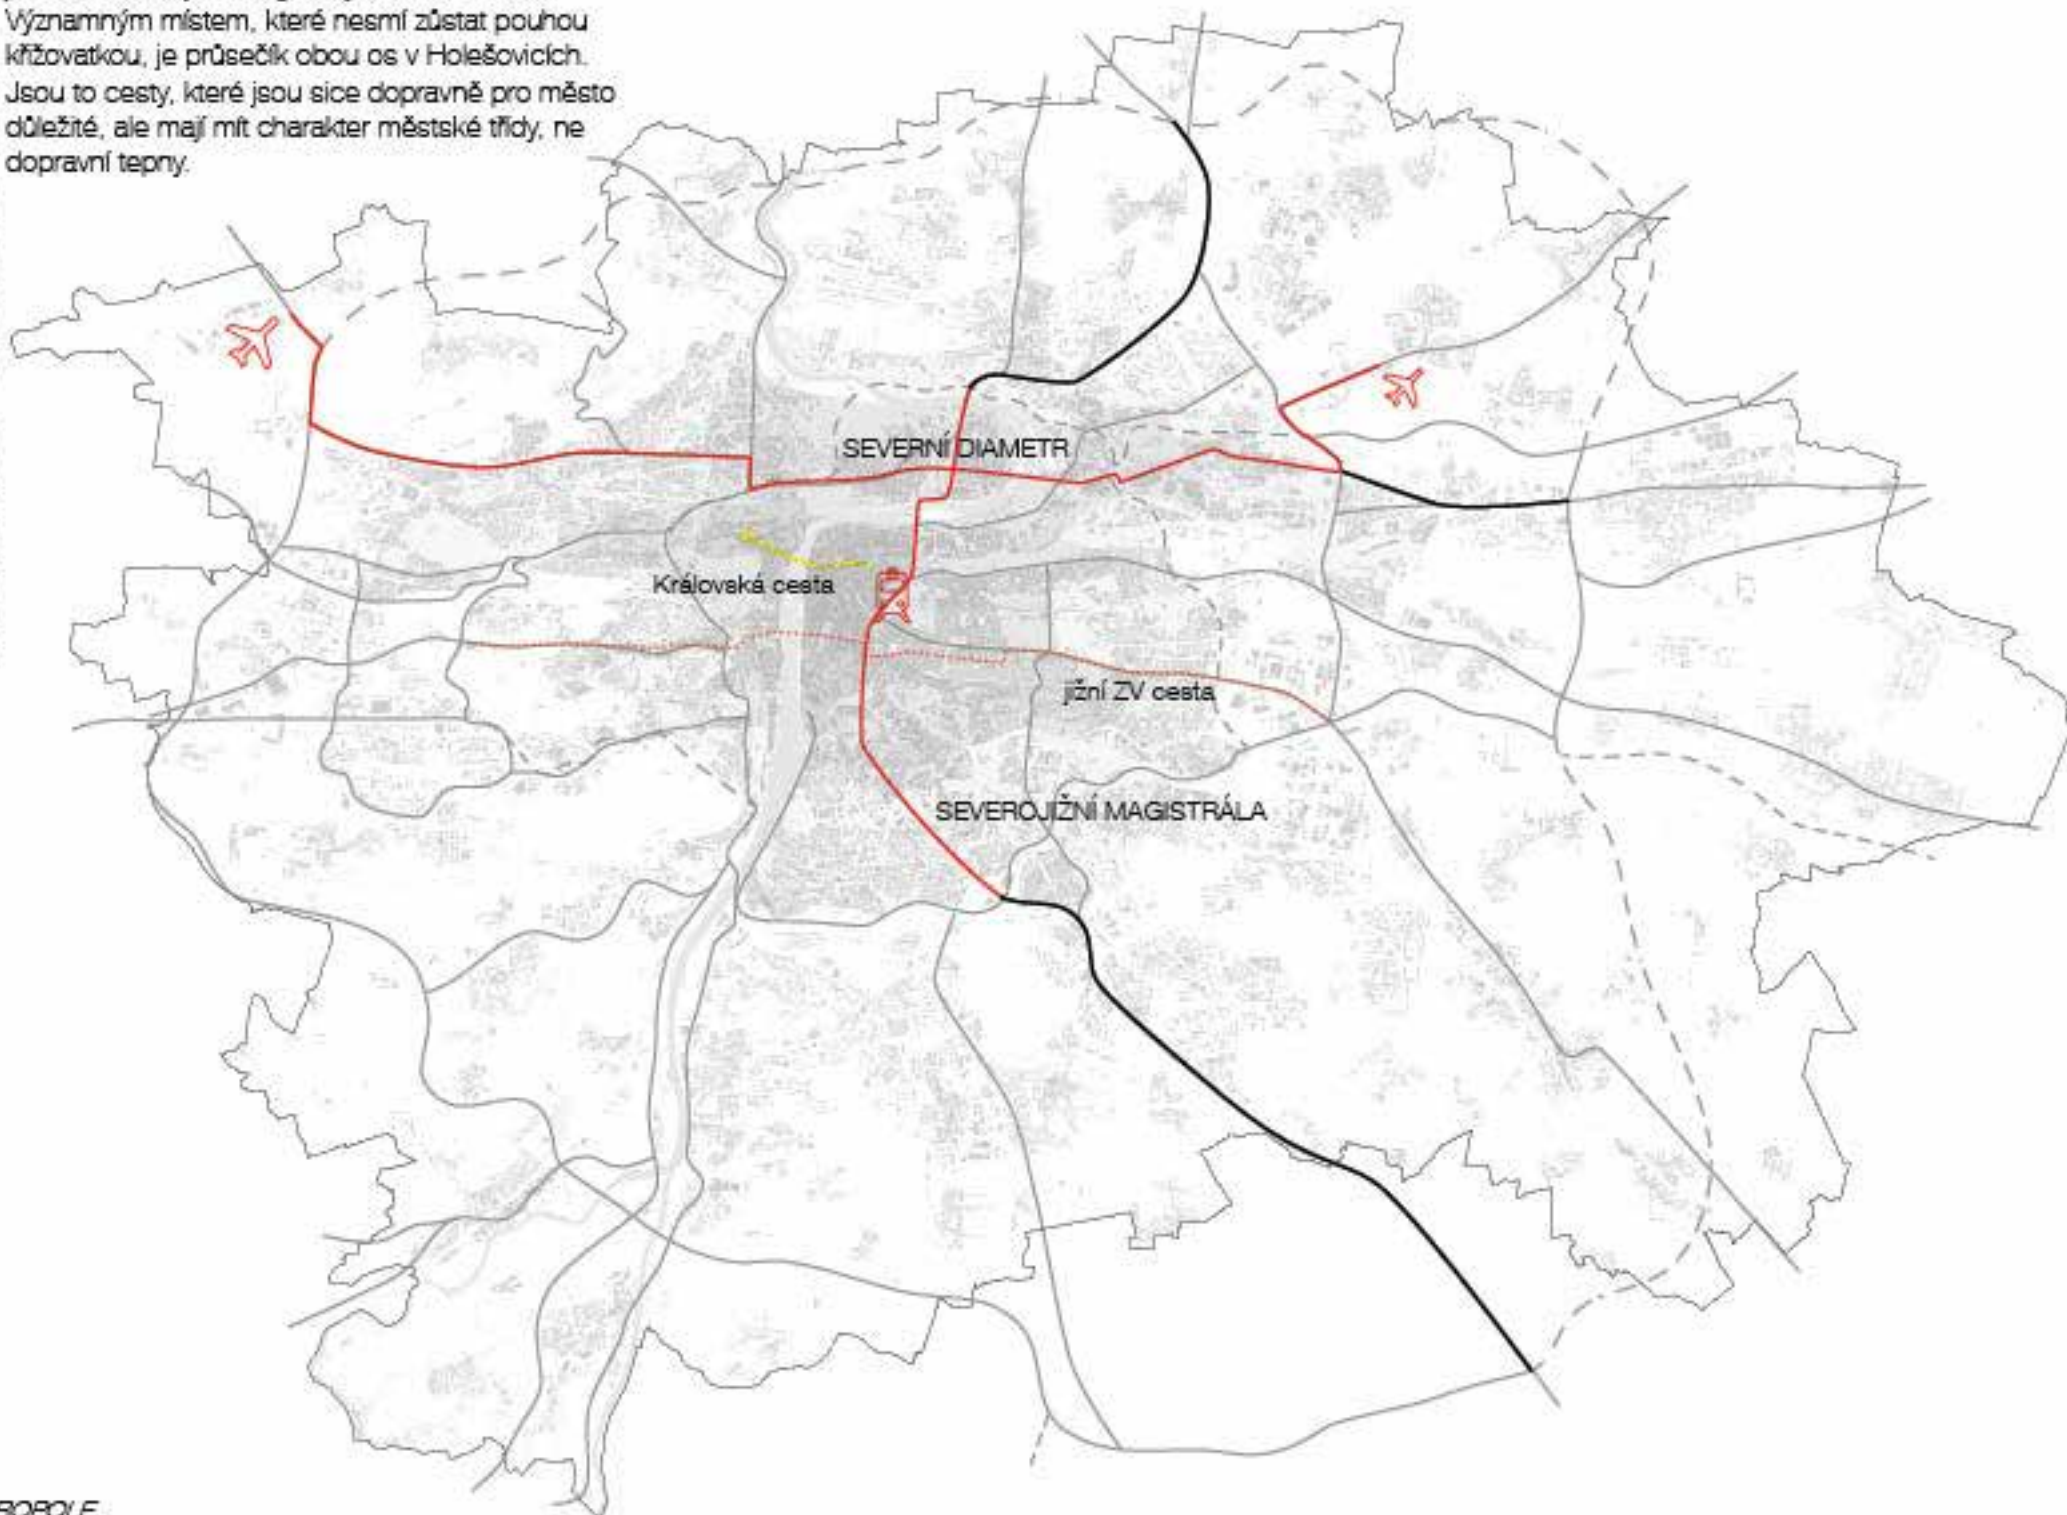 Významným místem, které nesmí zůstat pouhou
křižovatkou, je průsečík obou os v Holešovicích.
Jsou to cesty, které jsou sice dopravně pro město
důležité, ale mají mít charakter městské třídy, ne
dopravní tepny.
SEVERNÍ DIAMETR
Královská cesta
jižní ZV cesta
SEVEROJIŽNÍ MAGISTRÁLA